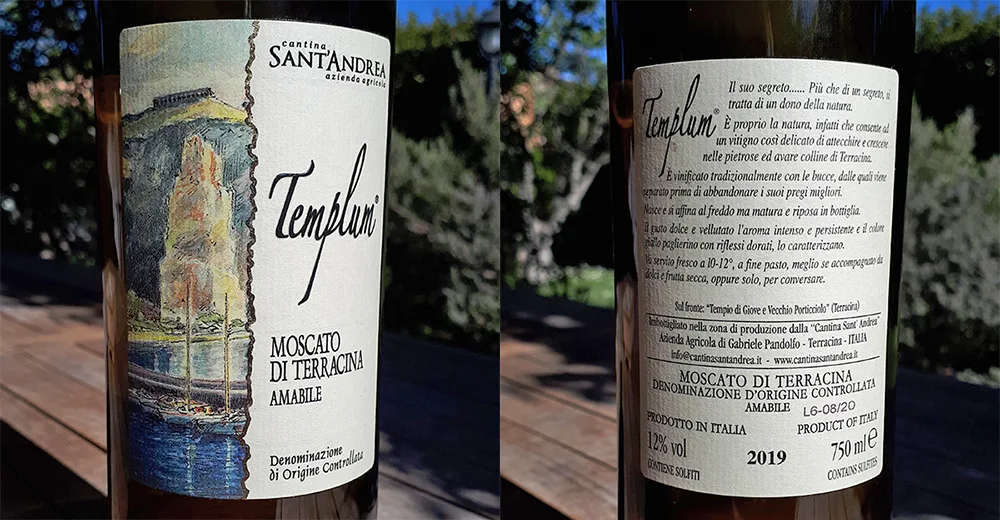 cantina
SANT'ANDREA
azienda agricola
Templum®
MOSCATO
DI TERRACINA
AMABILE
Denominazione
di Origine Controllata
Templum®
Il suo segreto...... Più che di un segreto, si
tratta di un dono della natura.
È proprio la natura, infatti che consente ad
un vitigno così delicato di attecchire e crescere
nelle pietrose ed avare colline di Terracina.
È vinificato tradizionalmente con le bucce, dalle quali viene
separato prima di abbandonare i suoi pregi migliori.
Nasce e si affina al freddo ma matura e riposa in bottiglia.
Il gusto dolce e vellutato l'aroma intenso e persistente e il colore
giallo paglierino con riflessi dorati, lo caratterizzano.
Va servito fresco a 10-12°, a fine pasto, meglio se accompagnato da
dolci e frutta secca, oppure solo, per conversare.
Sul fronte: "Tempio di Giove e Vecchio Porticciolo" (Terracina)
Imbottigliato nella zona di produzione dalla "Cantina Sant' Andrea"
Azienda Agricola di Gabriele Pandolfo - Terracina - ITALIA
info@cantinasantandrea.it - www.cantinasantandrea.it
MOSCATO DI TERRACINA
DENOMINAZIONE D'ORIGINE CONTROLLATA
AMABILE L6-08/20
PRODOTTO IN ITALIA PRODUCT OF ITALY
12% vol 2019 750 ml e
CONTIENE SOLFITI CONTAINS SULFITES